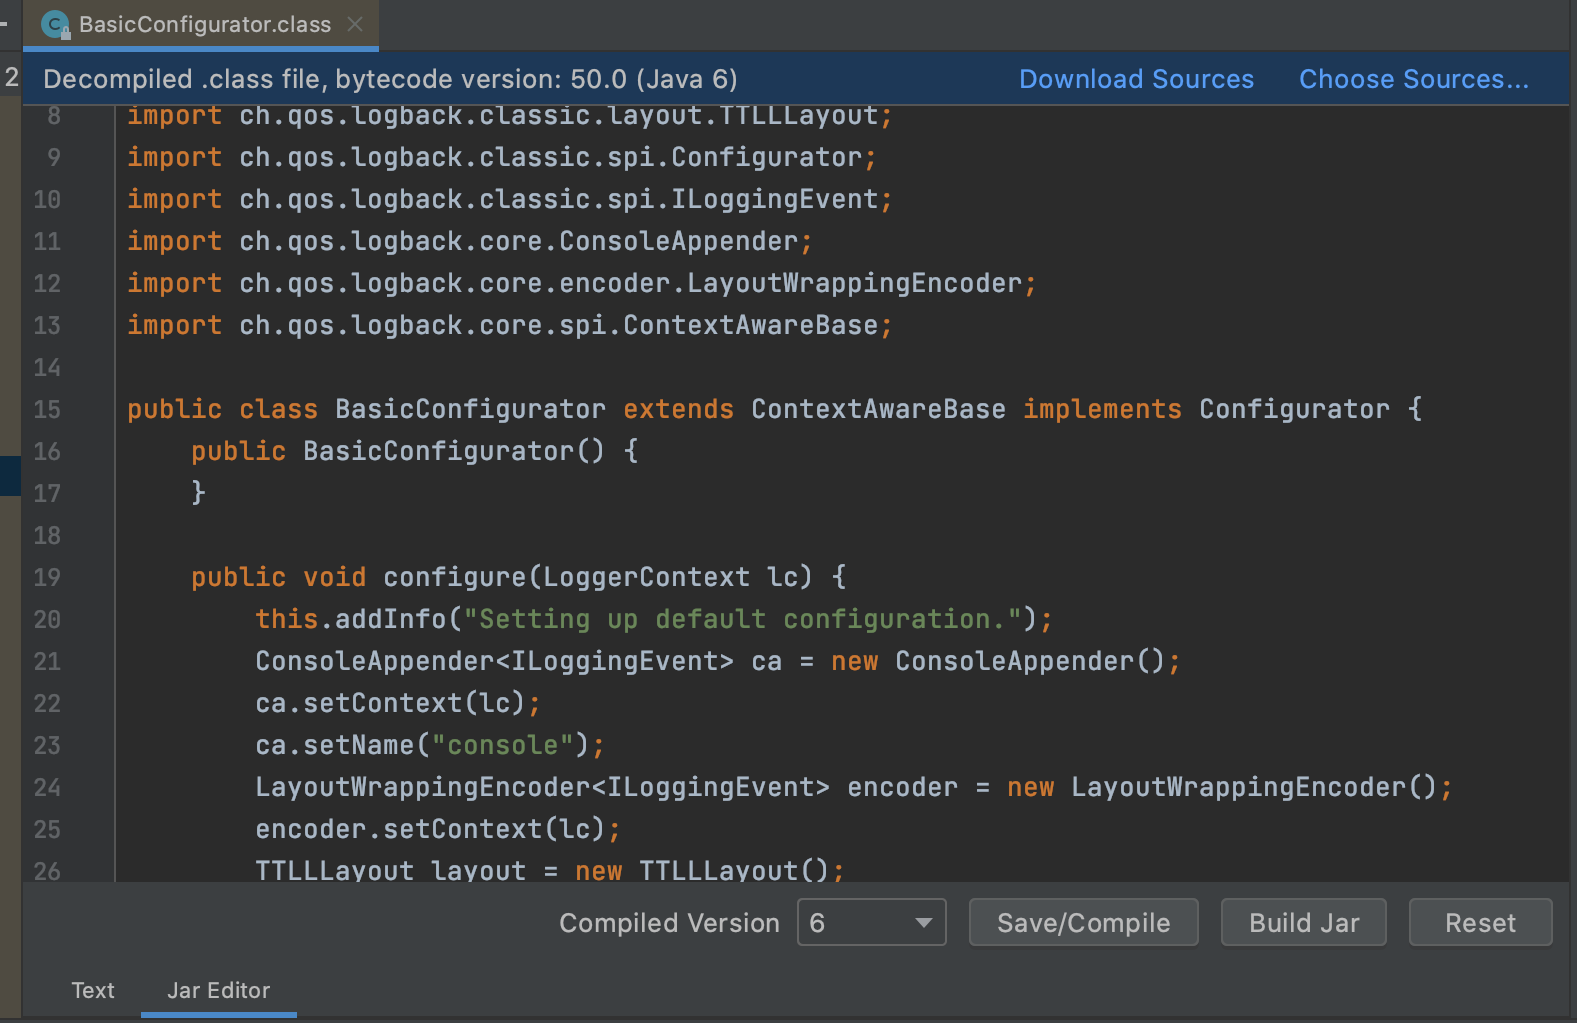 BasicConfigurator.class
2
Decompiled .class file, bytecode version: 50.0 (Java 6) Download Sources Choose Sources...
8 import ch.qos.logback.classic.layout.TTLLLayout;
9 import ch.qos.logback.classic.spi.Configurator;
10 import ch.qos.logback.classic.spi.ILoggingEvent;
11 import ch.qos.logback.core.ConsoleAppender;
12 import ch.qos.logback.core.encoder.LayoutWrappingEncoder;
13 import ch.qos.logback.core.spi.ContextAwareBase;
14
15 public class BasicConfigurator extends ContextAwareBase implements Configurator {
16     public BasicConfigurator() {
17     }
18
19     public void configure(LoggerContext lc) {
20         this.addInfo("Setting up default configuration.");
21         ConsoleAppender<ILoggingEvent> ca = new ConsoleAppender();
22         ca.setContext(lc);
23         ca.setName("console");
24         LayoutWrappingEncoder<ILoggingEvent> encoder = new LayoutWrappingEncoder();
25         encoder.setContext(lc);
26         TTLLLayout layout = new TTLLLayout();
Compiled Version 6 Save/Compile Build Jar Reset
Text Jar Editor